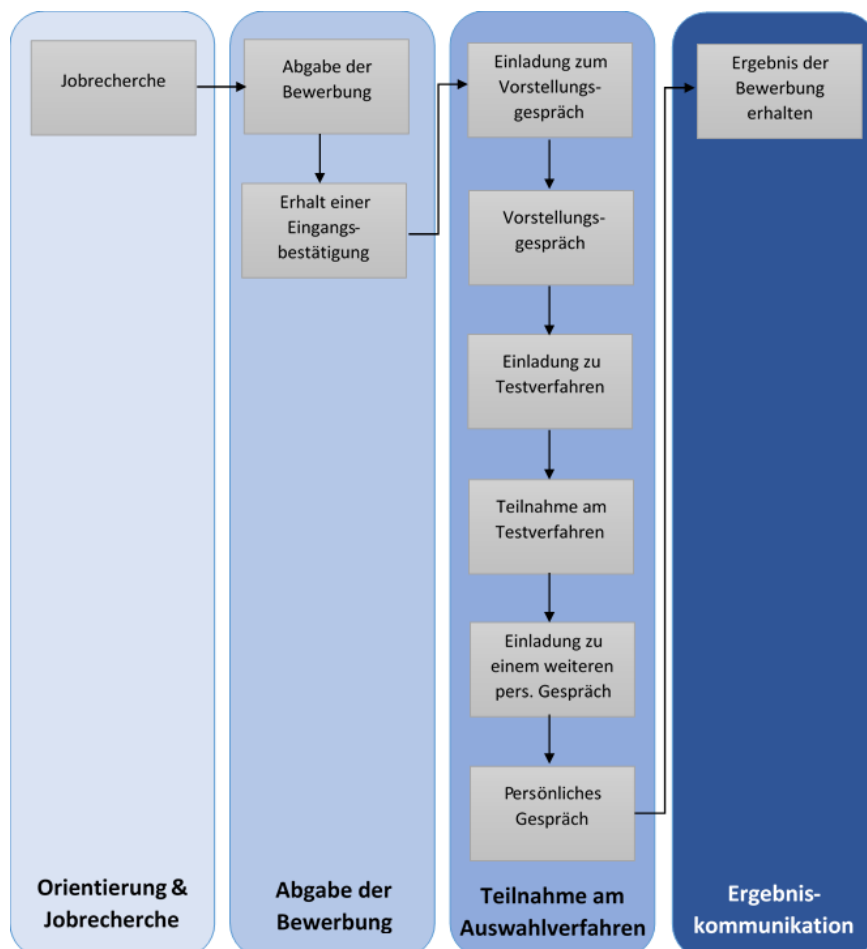 Jobrecherche
Abgabe der
Bewerbung
Erhalt einer
Eingangs-
bestätigung
Einladung zum
Vorstellungs-
gespräch
Vorstellungs-
gespräch
Einladung zu
Testverfahren
Teilnahme am
Testverfahren
Einladung zu
einem weiteren
pers. Gespräch
Persönliches
Gespräch
Ergebnis der
Bewerbung
erhalten
Orientierung &
Jobrecherche
Abgabe der
Bewerbung
Teilnahme am
Auswahlverfahren
Ergebnis-
kommunikation